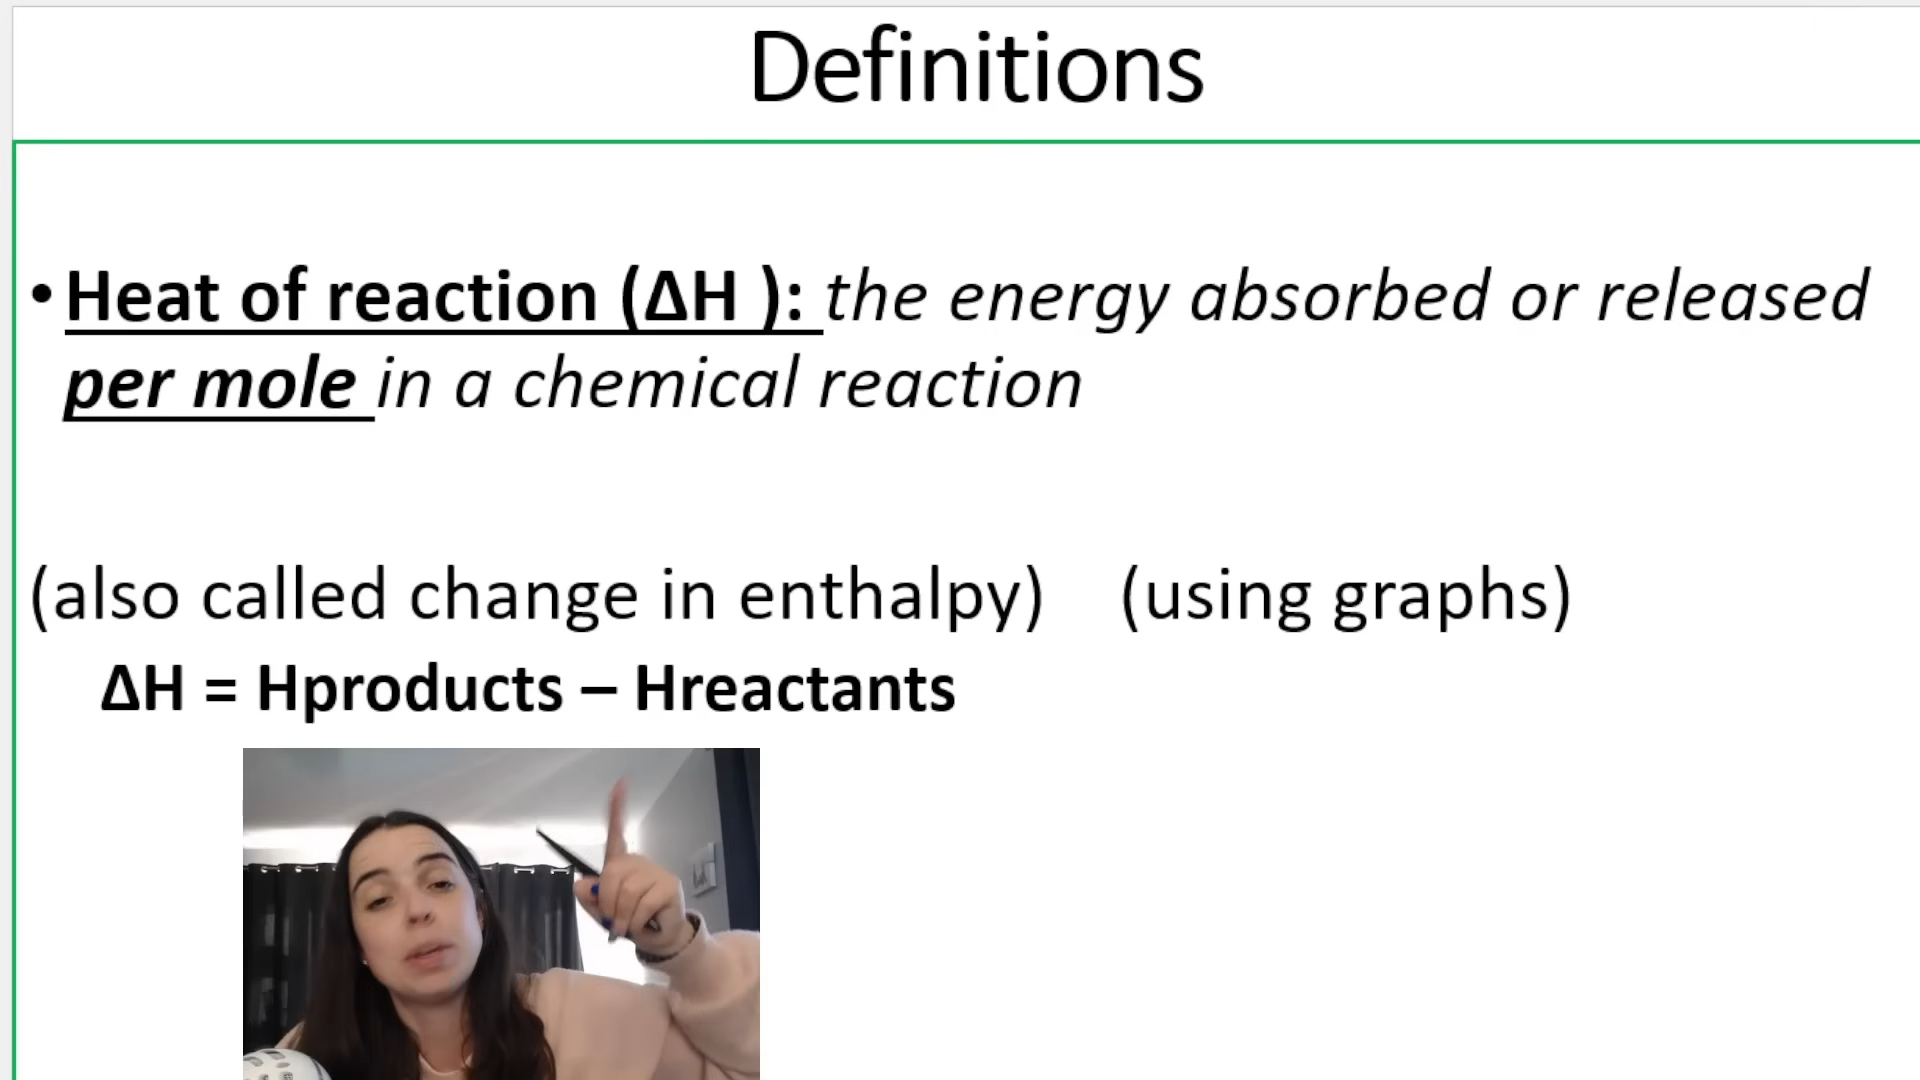 Definitions
• Heat of reaction (ΔH ): the energy absorbed or released
per mole in a chemical reaction
(also called change in enthalpy) (using graphs)
ΔH = Hproducts – Hreactants